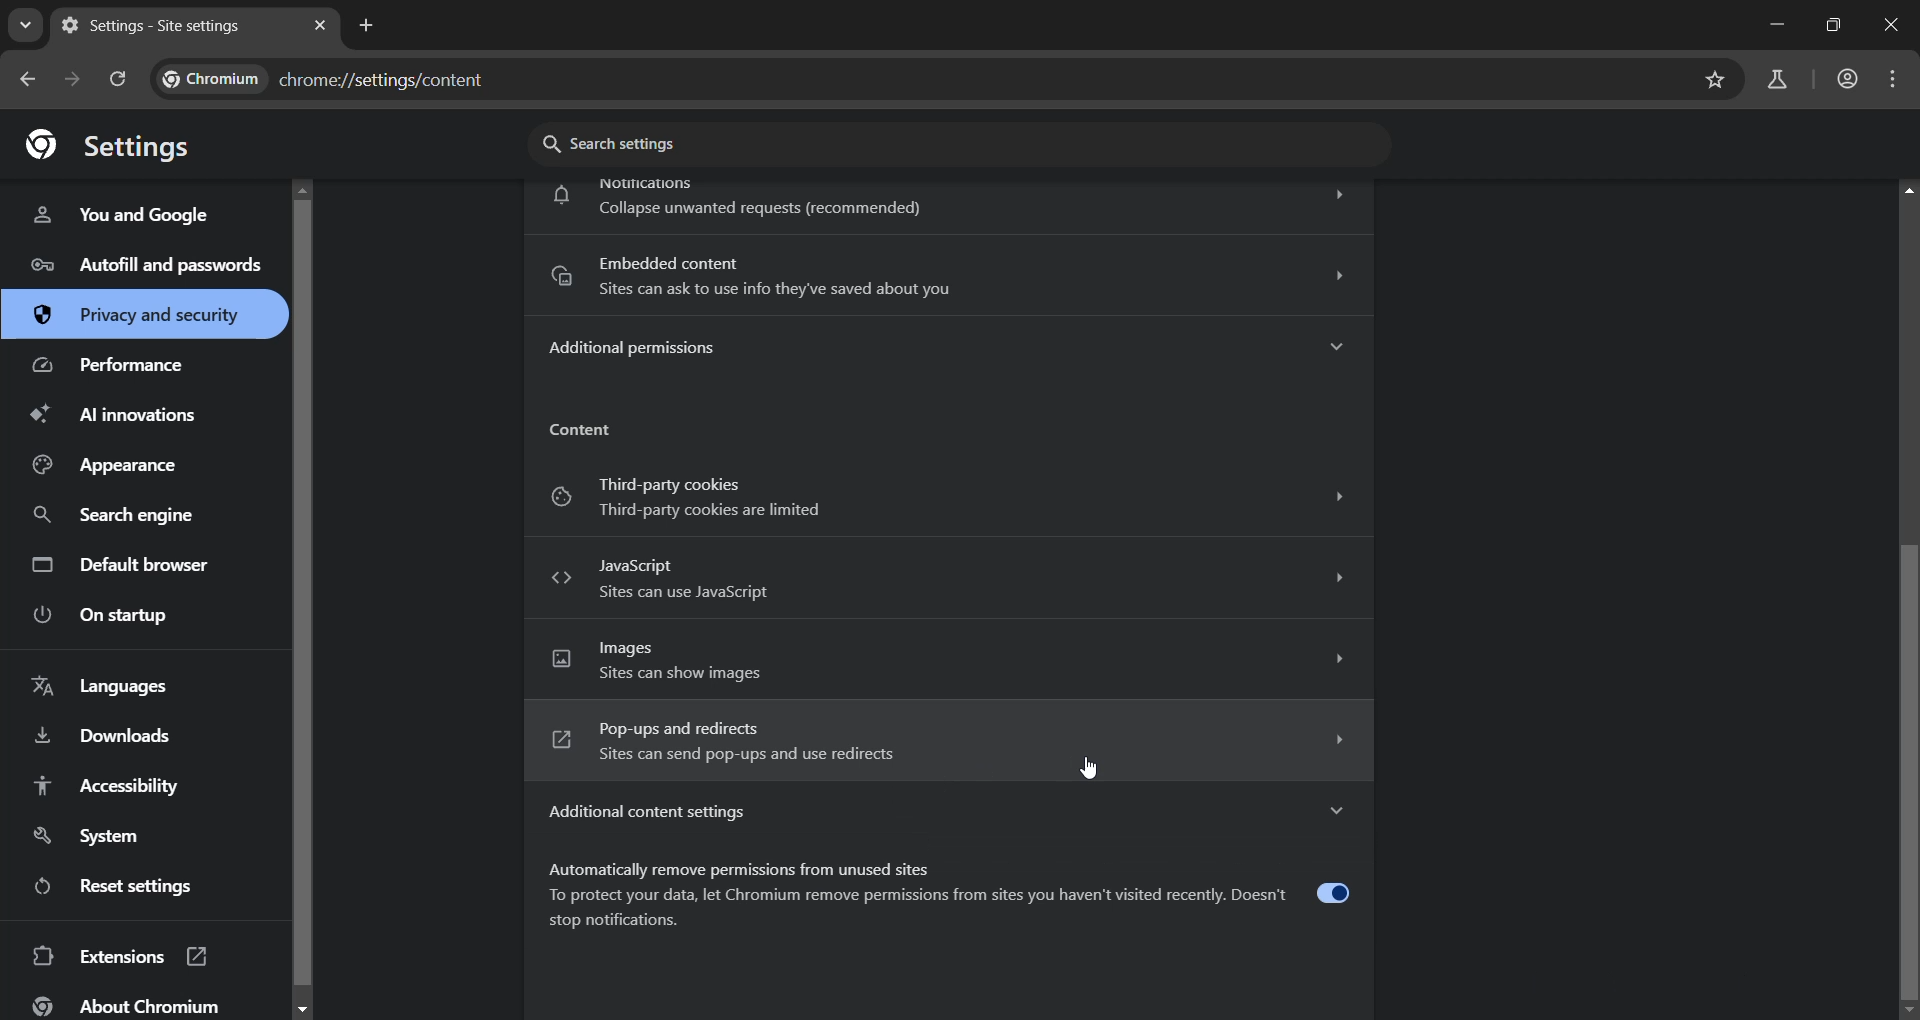 Settings - Site settings
Chromium chrome://settings/content
Settings
Search settings
You and Google
Autofill and passwords
Privacy and security
Performance
AI innovations
Appearance
Search engine
Default browser
On startup
Languages
Downloads
Accessibility
System
Reset settings
Extensions
About Chromium
Notifications
Collapse unwanted requests (recommended)
Embedded content
Sites can ask to use info they've saved about you
Additional permissions
Content
Third-party cookies
Third-party cookies are limited
JavaScript
Sites can use JavaScript
Images
Sites can show images
Pop-ups and redirects
Sites can send pop-ups and use redirects
Additional content settings
Automatically remove permissions from unused sites
To protect your data, let Chromium remove permissions from sites you haven't visited recently. Doesn't
stop notifications.